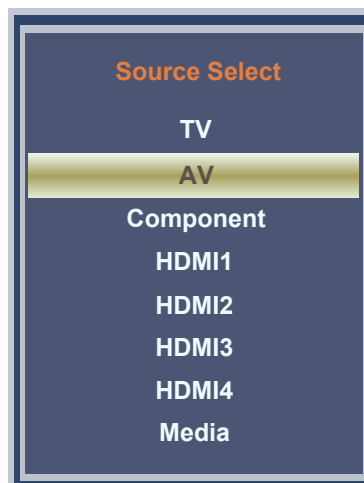 Source Select
TV
AV
Component
HDMI1
HDMI2
HDMI3
HDMI4
Media